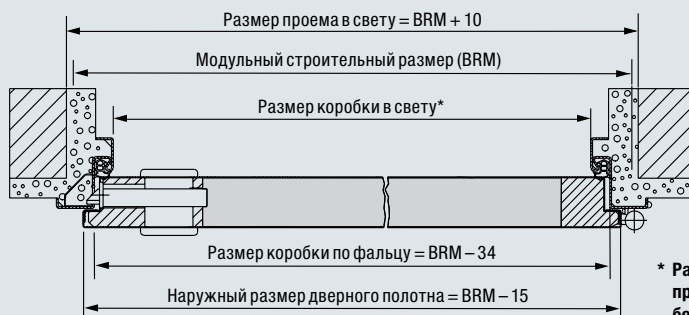 Размер проема в свету = BRM + 10
Модульный строительный размер (BRM)
Размер коробки в свету*
Размер коробки по фальцу = BRM – 34
Наружный размер дверного полотна = BRM – 15
* Ра
пр